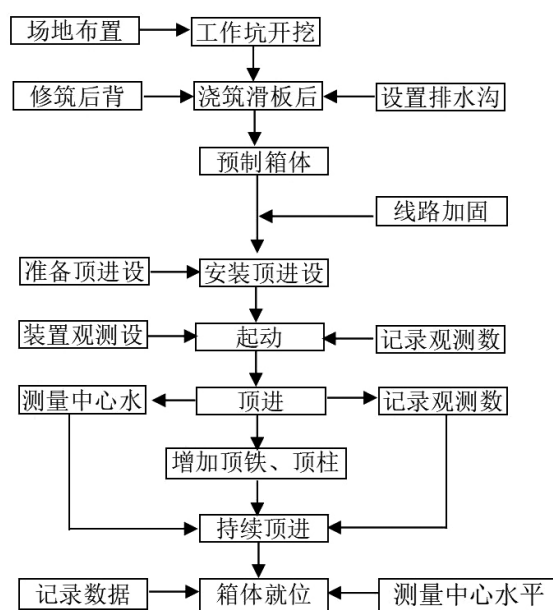 场地布置
工作坑开挖
修筑后背
浇筑滑板后
设置排水沟
预制箱体
线路加固
准备顶进设
安装顶进设
装置观测设
起动
记录观测数
测量中心水
顶进
记录观测数
增加顶铁、顶柱
持续顶进
记录数据
箱体就位
测量中心水平